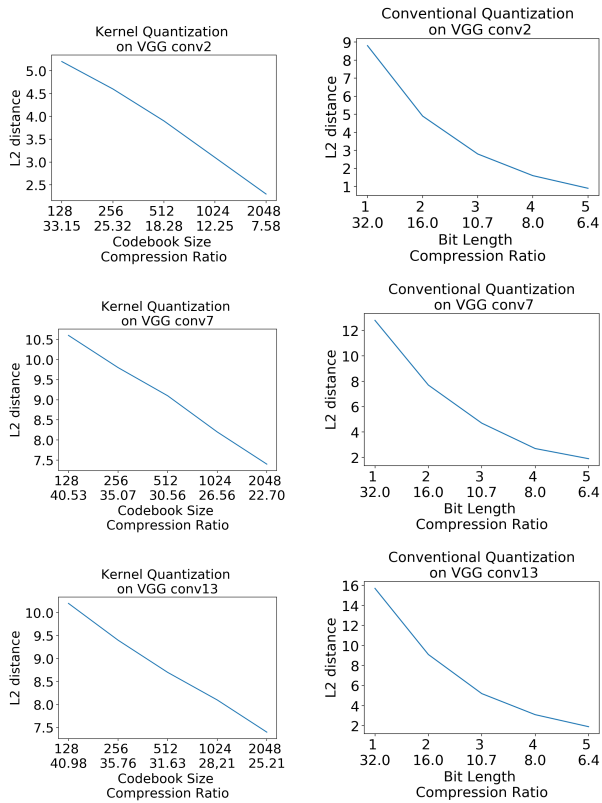 Kernel Quantization
on VGG conv2
L2 distance
5.0
4.5
4.0
3.5
3.0
2.5
128 256 512 1024 2048
33.15 25.32 18.28 12.25 7.58
Codebook Size
Compression Ratio
Conventional Quantization
on VGG conv2
L2 distance
9
8
7
6
5
4
3
2
1
1 2 3 4 5
32.0 16.0 10.7 8.0 6.4
Bit Length
Compression Ratio
Kernel Quantization
on VGG conv7
L2 distance
10.5
10.0
9.5
9.0
8.5
8.0
7.5
128 256 512 1024 2048
40.53 35.07 30.56 26.56 22.70
Codebook Size
Compression Ratio
Conventional Quantization
on VGG conv7
L2 distance
12
10
8
6
4
2
1 2 3 4 5
32.0 16.0 10.7 8.0 6.4
Bit Length
Compression Ratio
Kernel Quantization
on VGG conv13
L2 distance
10.0
9.5
9.0
8.5
8.0
7.5
128 256 512 1024 2048
40.98 35.76 31.63 28,21 25.21
Codebook Size
Compression Ratio
Conventional Quantization
on VGG conv13
L2 distance
16
14
12
10
8
6
4
2
1 2 3 4 5
32.0 16.0 10.7 8.0 6.4
Bit Length
Compression Ratio